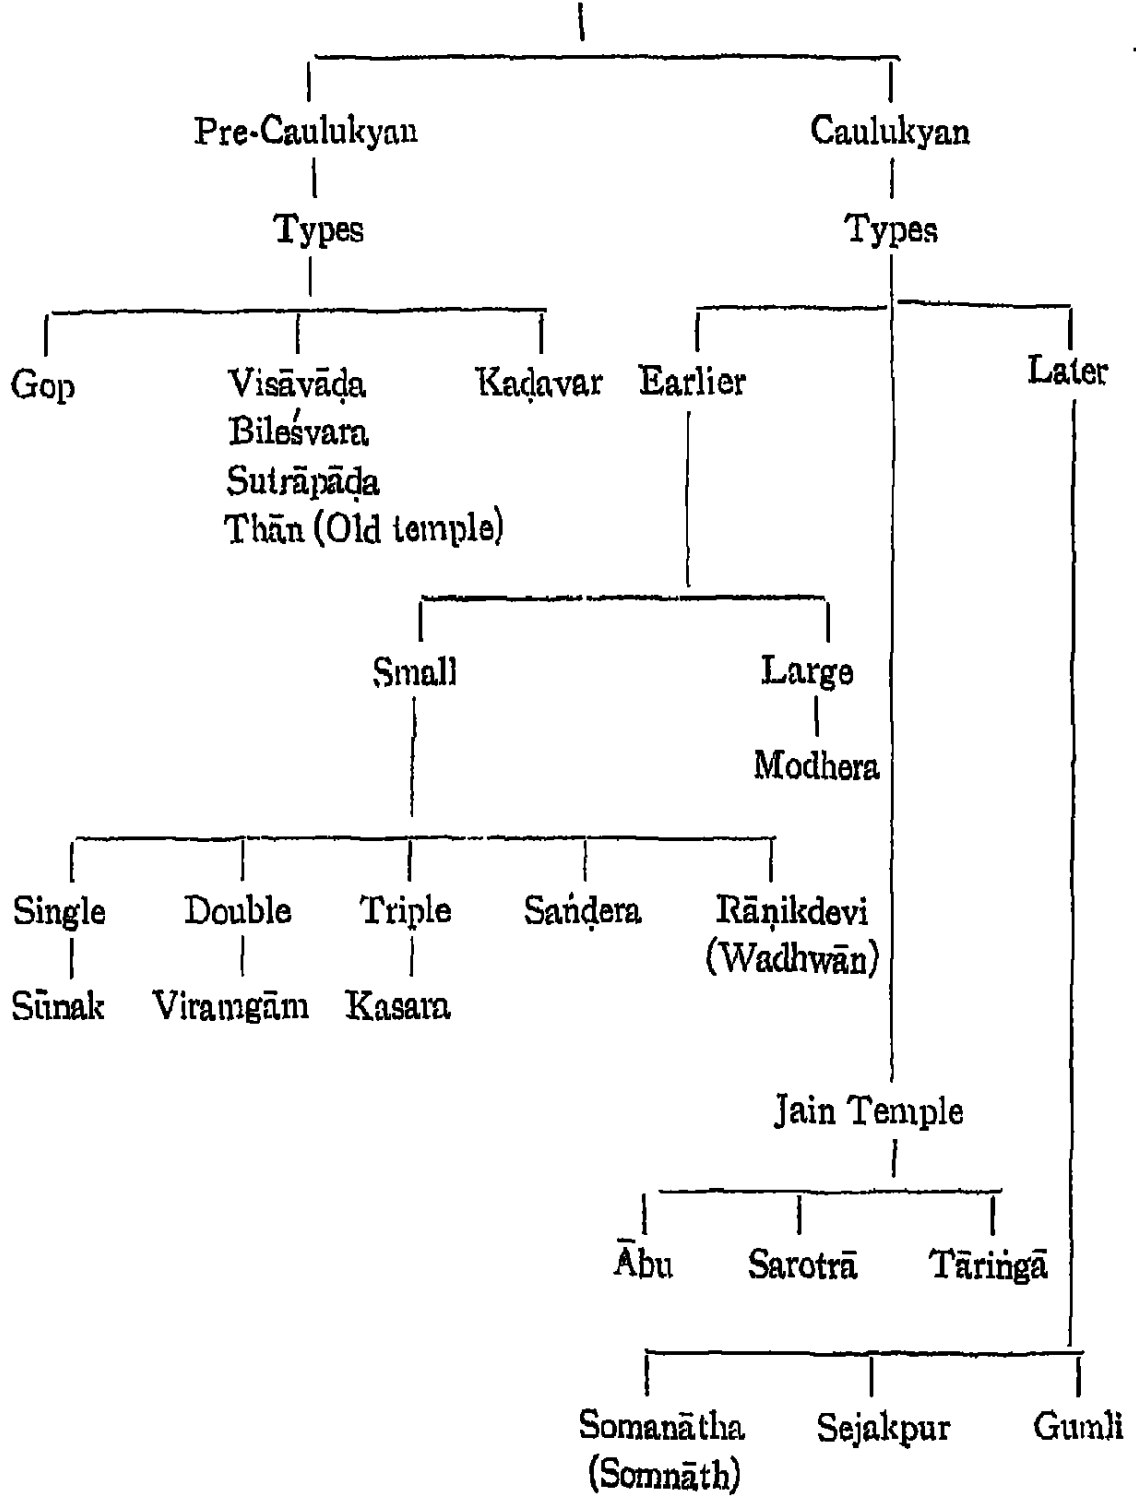 Pre-Caulukyan
Caulukyan
Types
Types
Gop
Visāvāḍa
Bileśvara
Sutrāpāḍa
Thān (Old temple)
Kaḍavar
Earlier
Later
Small
Large
Modhera
Single
Double
Triple
Sańḍera
Rāṇikdevi
(Wadhwān)
Sūnak
Viramgām
Kasara
Jain Temple
Ābu
Sarotrā
Tāriṅgā
Somanātha
(Somnāth)
Sejakpur
Gumli